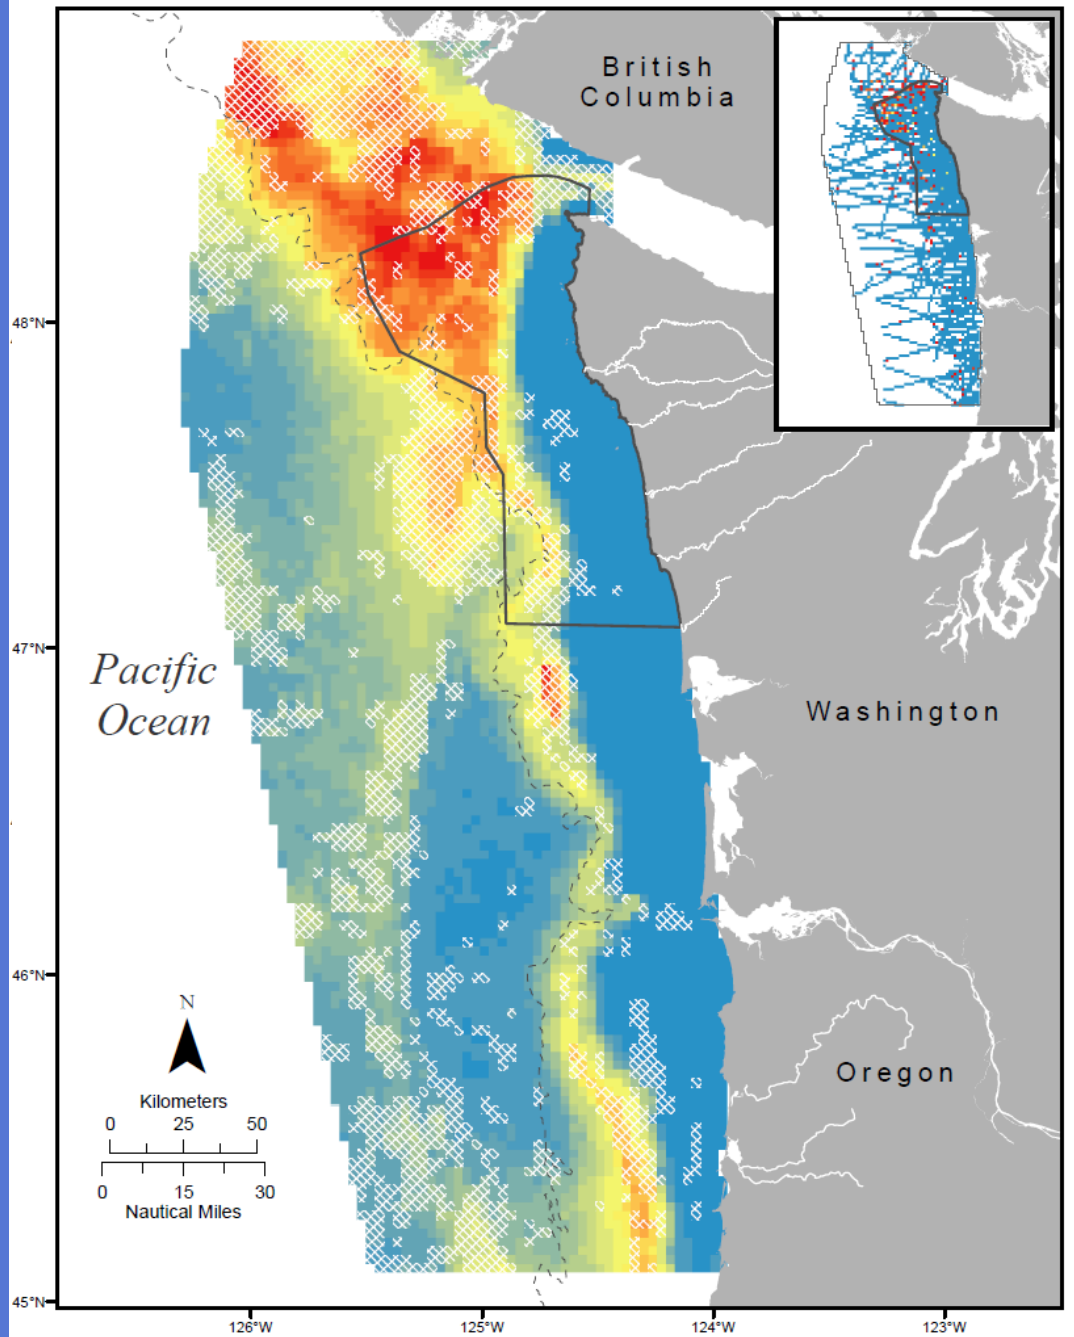 British
Columbia
48°N
47°N
Pacific
Ocean
Washington
46°N
N
Oregon
Kilometers
0 25 50
0 15 30
Nautical Miles
45°N
126°W 125°W 124°W 123°W